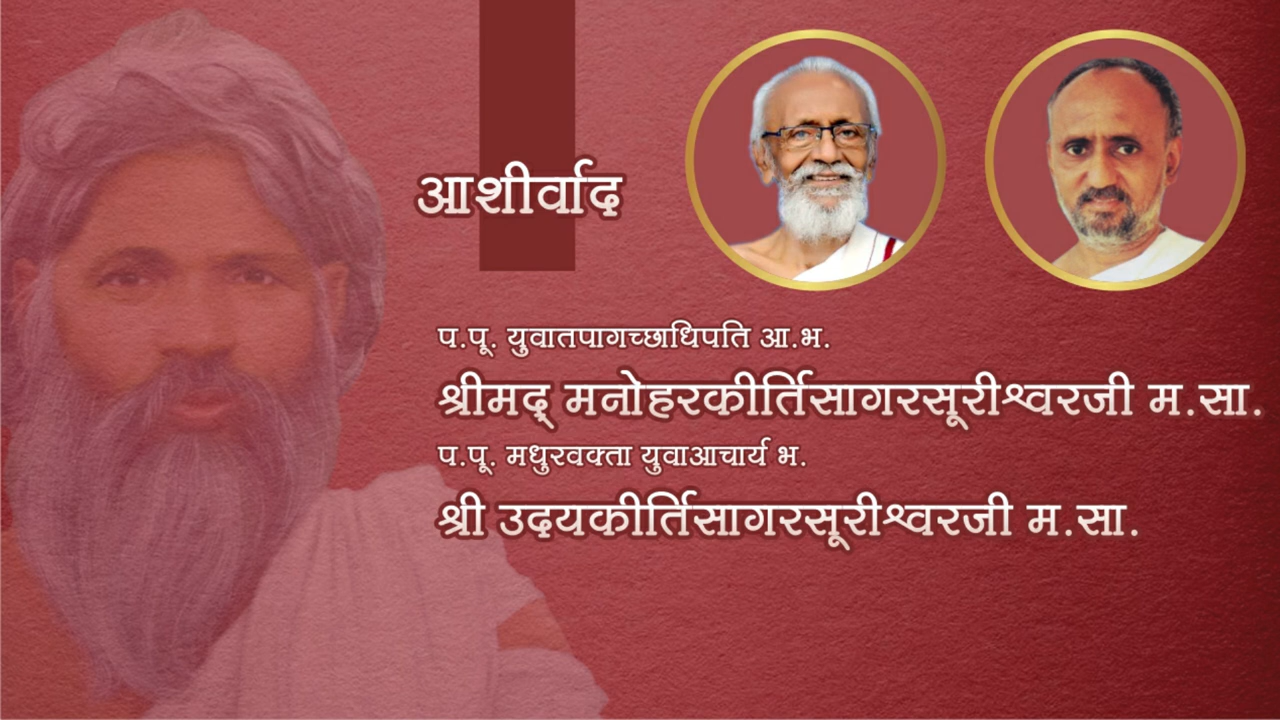 आशीर्वाद
प.पू. युवातपागच्छाधिपति आ.भ.
श्रीमद् मनोहरकीर्तिसागरसूरीश्वरजी म.सा.
प.पू. मधुरवक्ता युवाआचार्य भ.
श्री उदयकीर्तिसागरसूरीश्वरजी म.सा.